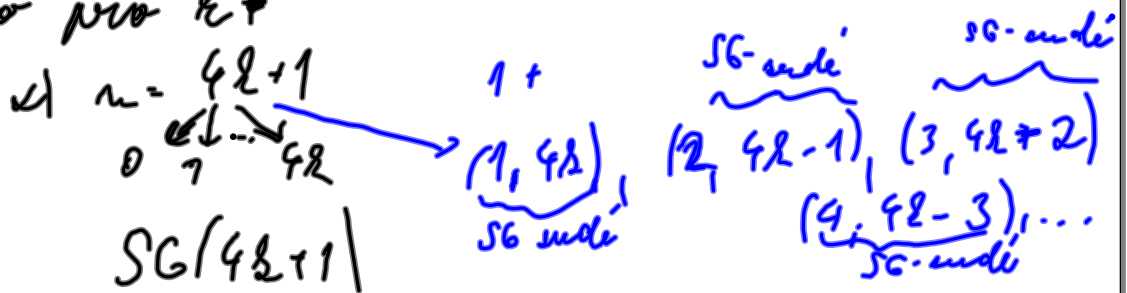 pro k+
α) n = 4k+1
0 1 ... 4k
SG(4k+1)
1 +
SG-sudé SG-sudé
(1, 4k), (2, 4k-1), (3, 4k-2)
SG sudé
(4, 4k-3), ...
SG-sudé